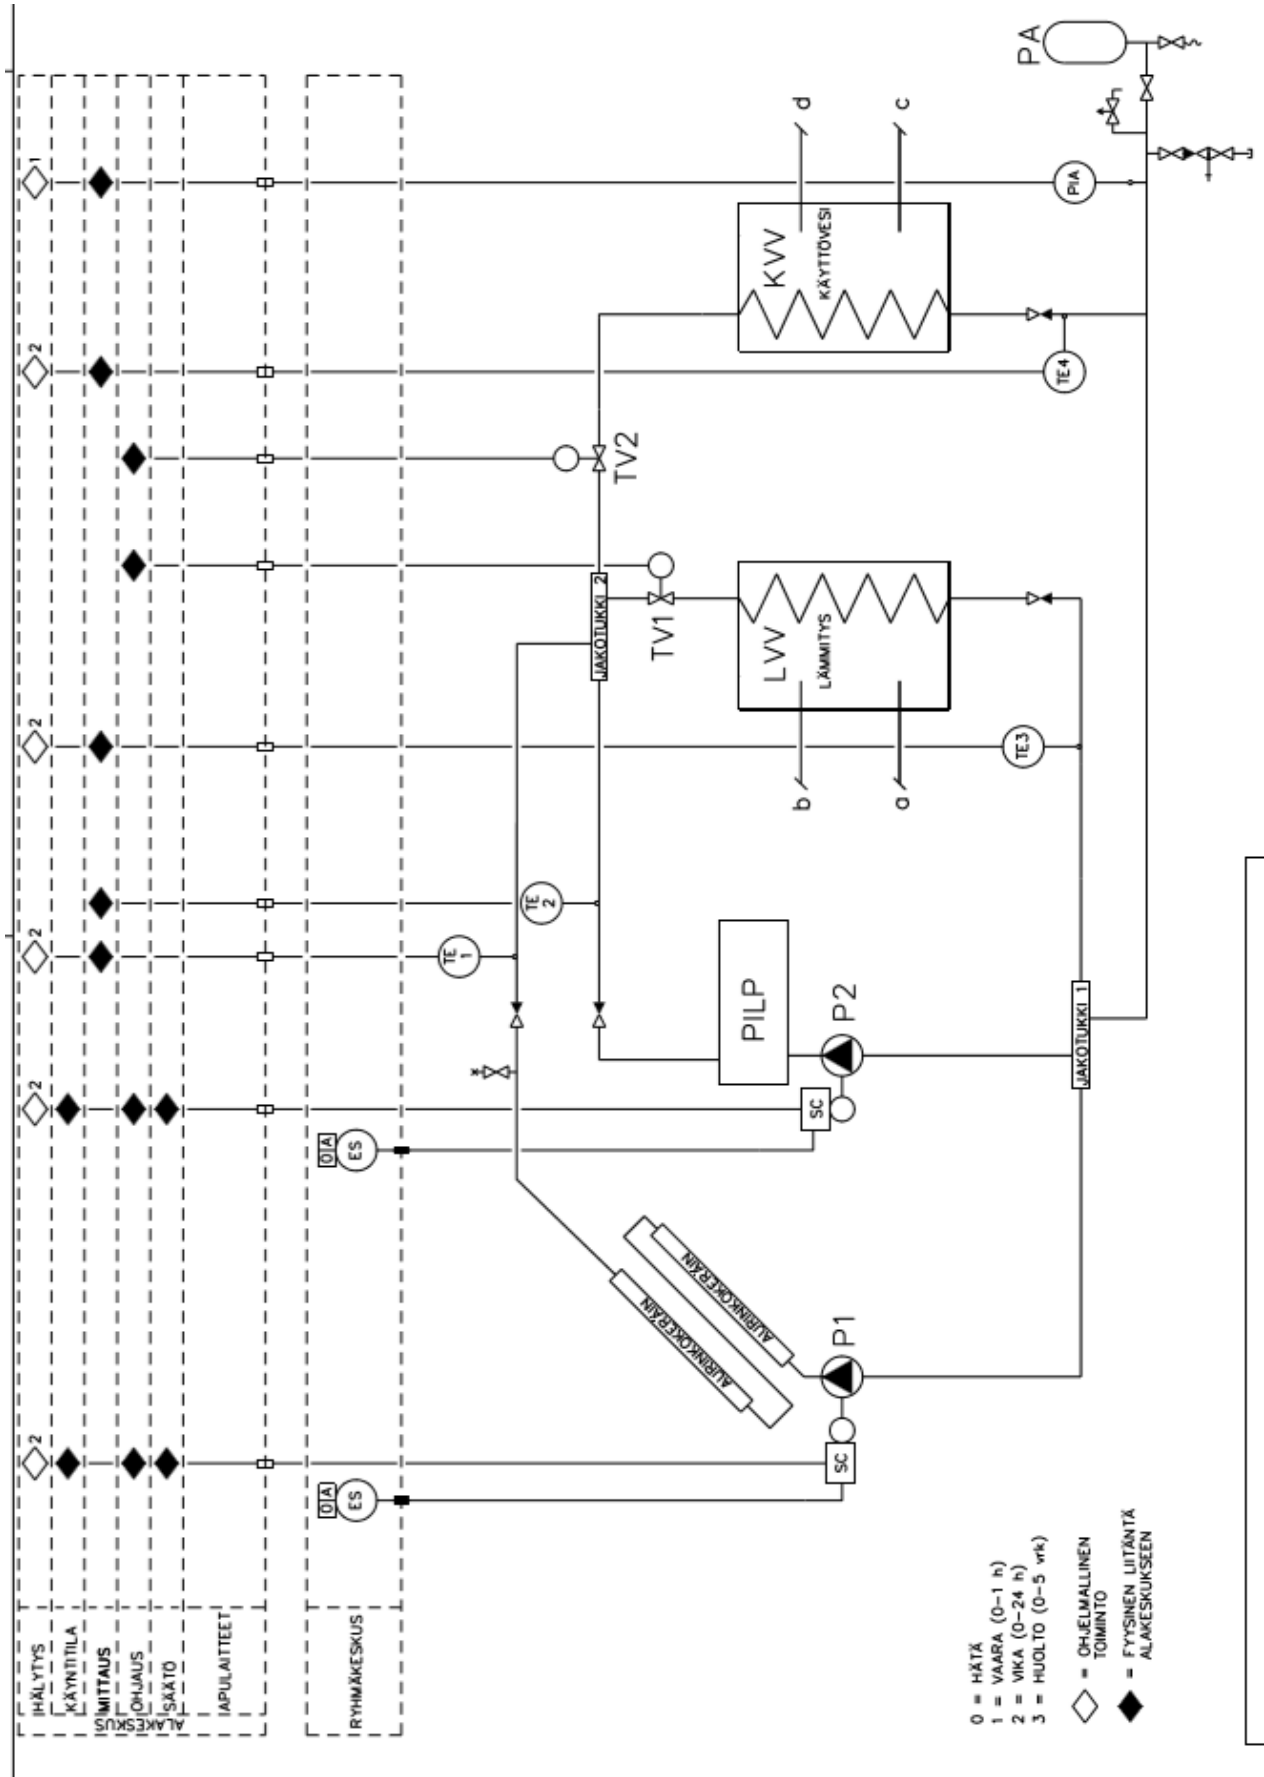 HÄLYTYS
KÄYNTITILA
MITTAUS
OHJAUS
SÄÄTÖ
APULAITTEET
ALAKESKUS
RYHMÄKESKUS
2
2
2
2
2
1
O A
ES
O A
ES
TE
1
TE
2
TE3
TE4
PIA
PA
AURINKOKERÄIN
AURINKOKERÄIN
SC
P1
SC
P2
PILP
JAKOTUKKI 1
JAKOTUKKI 2
TV1
TV2
LVV
LÄMMITYS
b
a
KVV
KÄYTTÖVESI
d
c
0 = HÄTÄ
1 = VAARA (0-1 h)
2 = VIKA (0-24 h)
3 = HUOLTO (0-5 vrk)
= OHJELMALLINEN
TOIMINTO
= FYYSINEN LIITÄNTÄ
ALAKESKUKSEEN